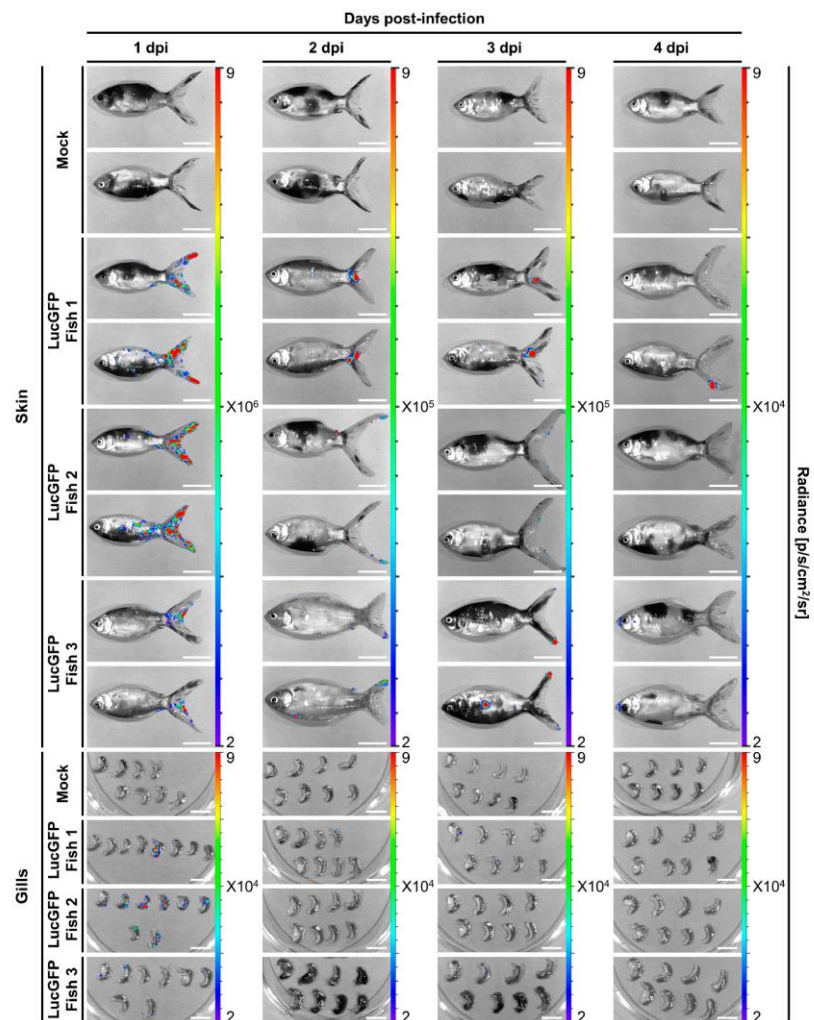 Days post-infection
1 dpi 2 dpi 3 dpi 4 dpi
Skin
Mock
9 9 9 9
LucGFP
Fish 1
X10⁶ X10⁵ X10⁵ X10⁴
LucGFP
Fish 2
LucGFP
Fish 3
2 2 2 2
Radiance [p/s/cm²/sr]
Gills
Mock
9 9 9 9
LucGFP
Fish 1
X10⁴ X10⁴ X10⁴ X10⁴
LucGFP
Fish 2
LucGFP
Fish 3
2 2 2 2